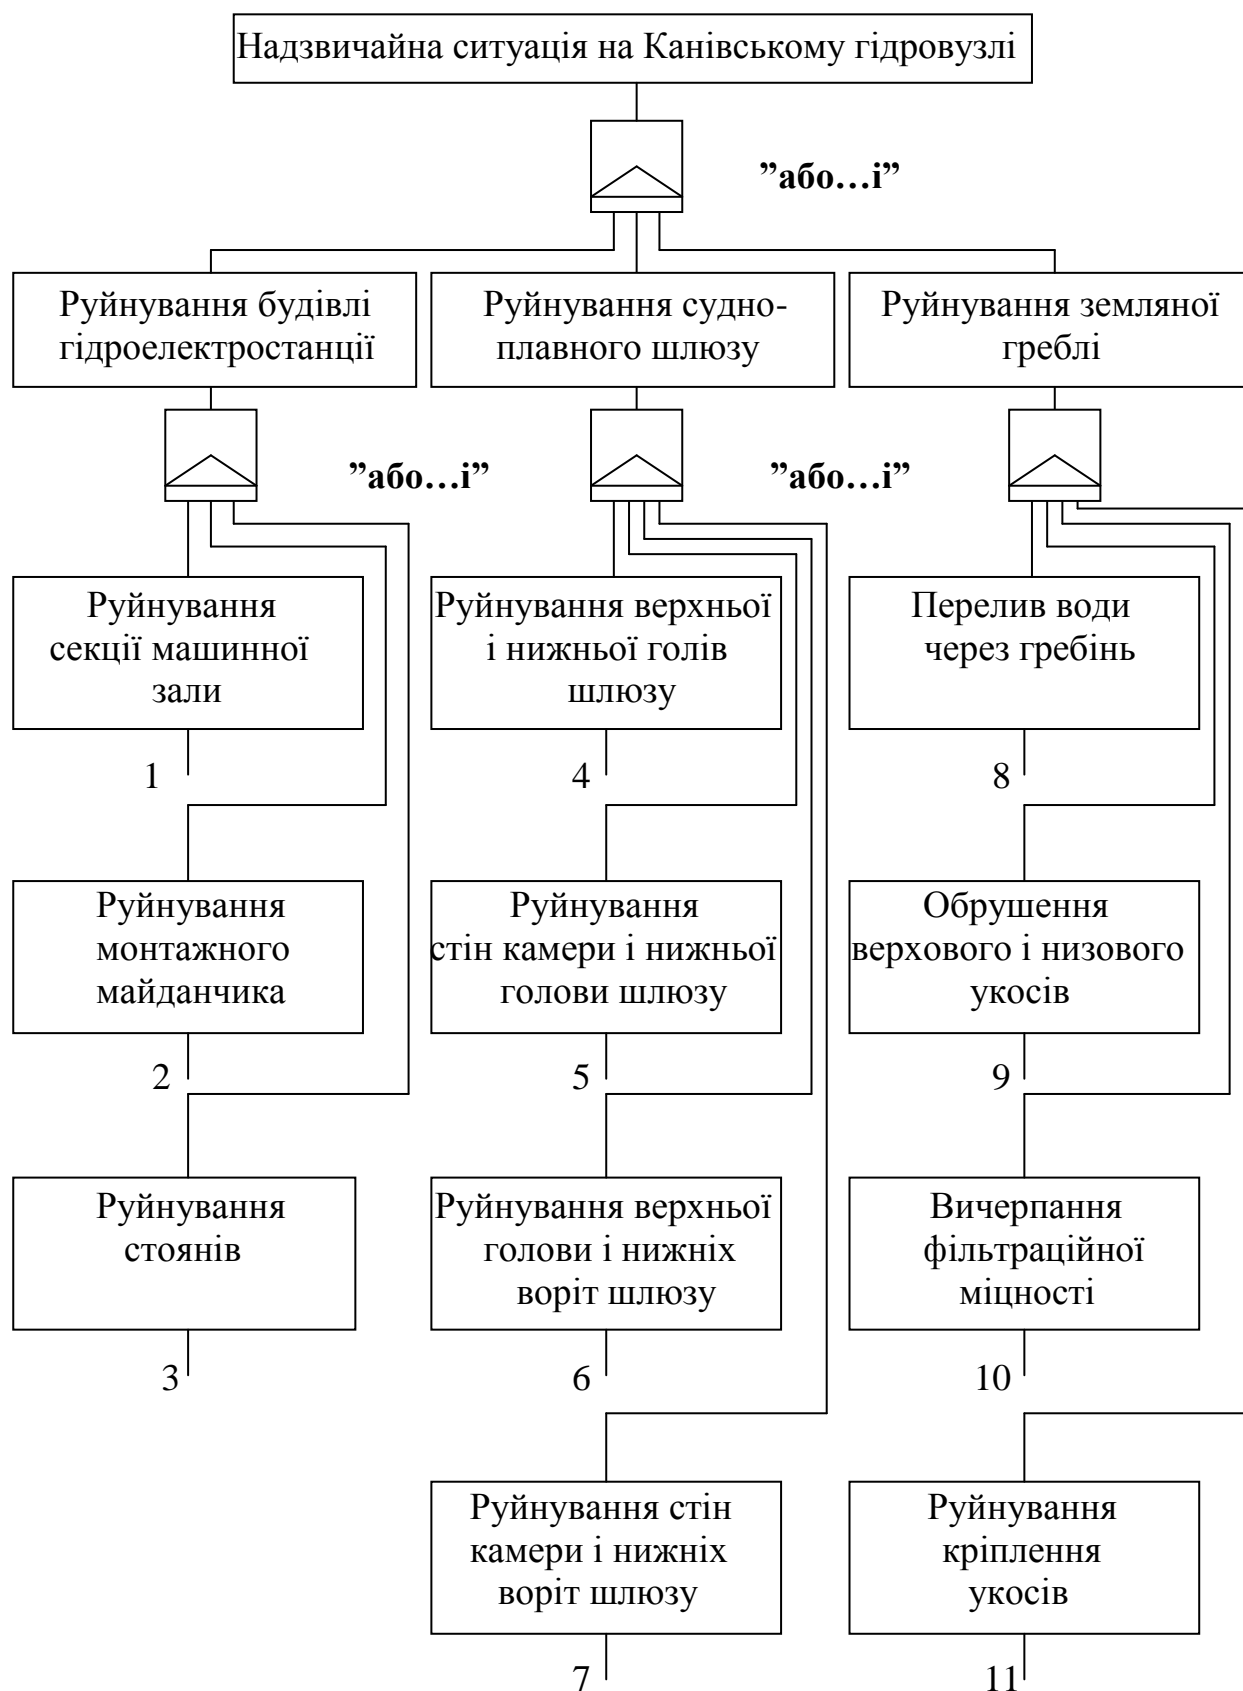 Надзвичайна ситуація на Канівському гідровузлі
”або…і”
Руйнування будівлі
гідроелектростанції
Руйнування судно-
плавного шлюзу
Руйнування земляної
греблі
”або…і”
”або…і”
Руйнування
секції машинної
зали
Руйнування верхньої
і нижньої голів
шлюзу
Перелив води
через гребінь
1
4
8
Руйнування
монтажного
майданчика
Руйнування
стін камери і нижньої
голови шлюзу
Обрушення
верхового і низового
укосів
2
5
9
Руйнування
стоянів
Руйнування верхньої
голови і нижніх
воріт шлюзу
Вичерпання
фільтраційної
міцності
3
6
10
Руйнування стін
камери і нижніх
воріт шлюзу
Руйнування
кріплення
укосів
7
11